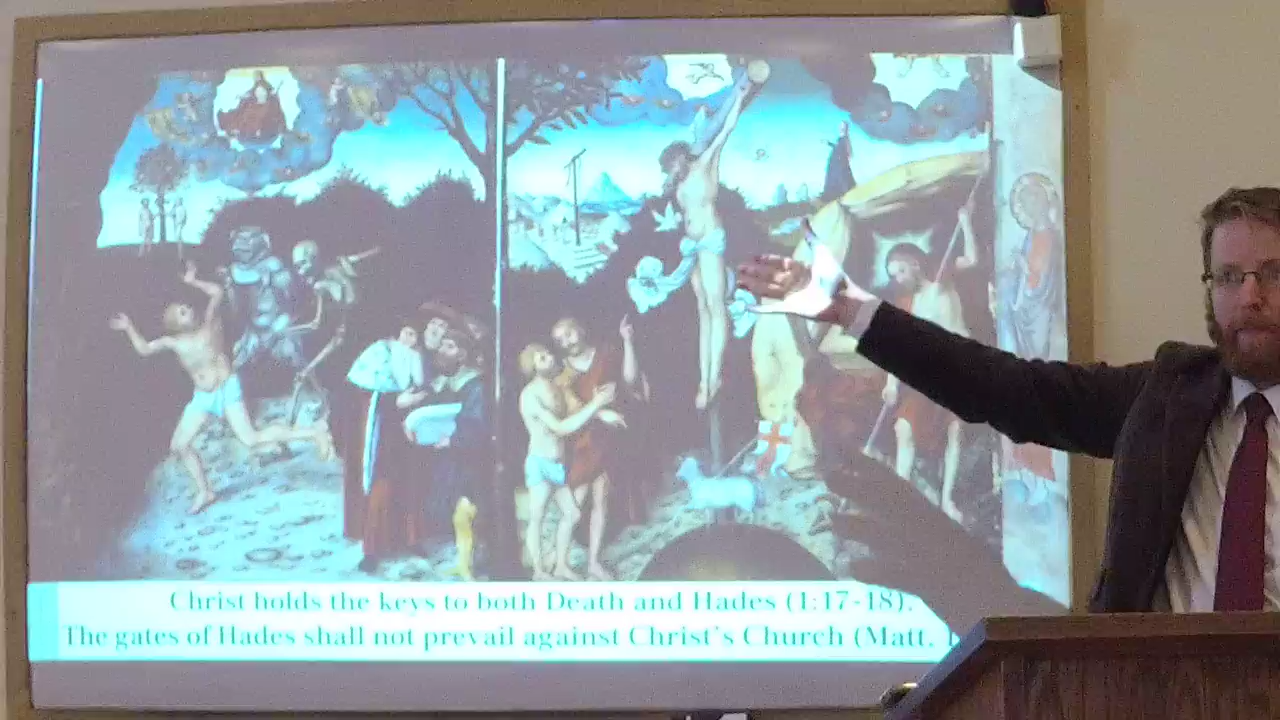 Christ holds the keys to both Death and Hades (1:17-18).
The gates of Hades shall not prevail against Christ's Church (Matt.